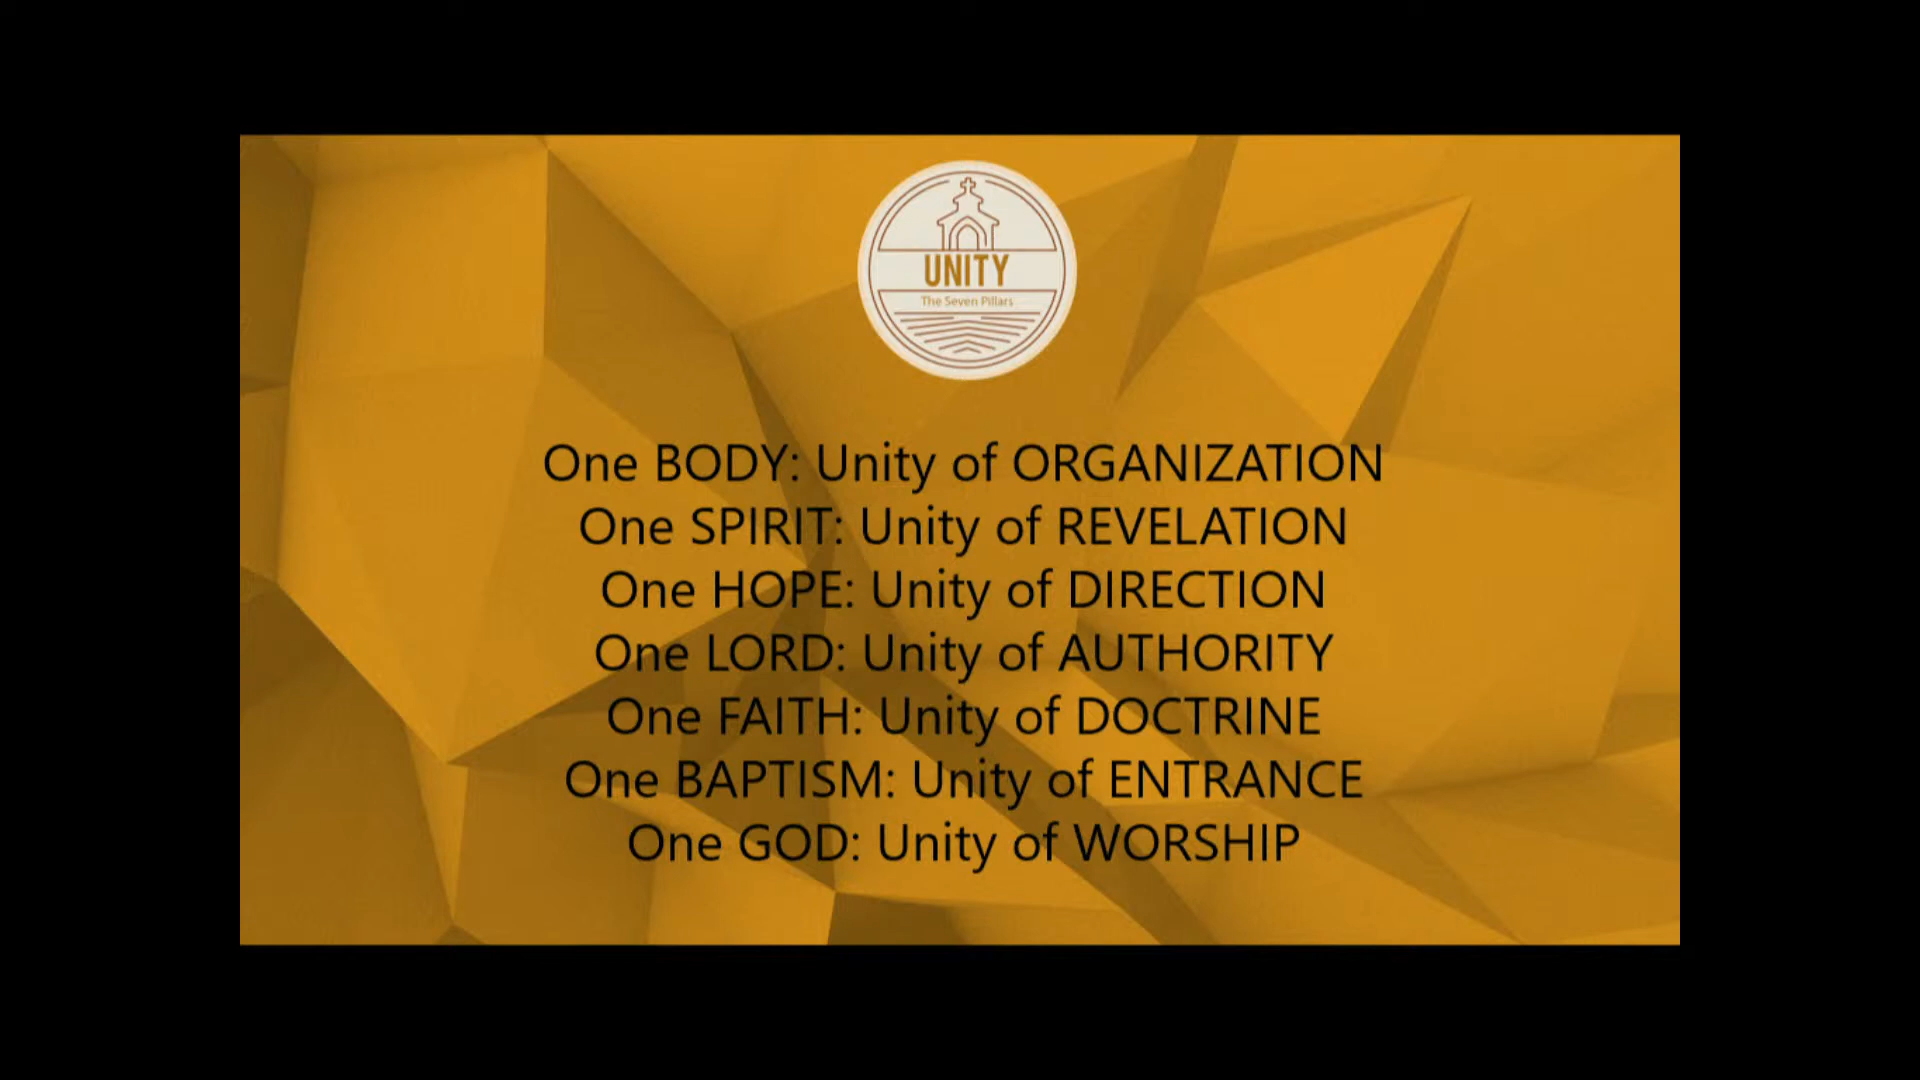 UNITY
The Seven Pillars
One BODY: Unity of ORGANIZATION
One SPIRIT: Unity of REVELATION
One HOPE: Unity of DIRECTION
One LORD: Unity of AUTHORITY
One FAITH: Unity of DOCTRINE
One BAPTISM: Unity of ENTRANCE
One GOD: Unity of WORSHIP